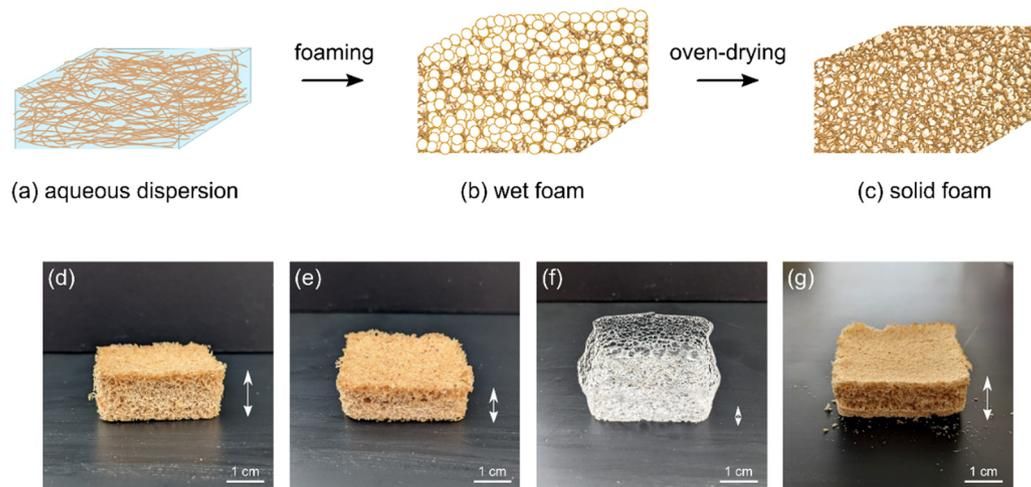 foaming
oven-drying
(a) aqueous dispersion
(b) wet foam
(c) solid foam
(d)
(e)
(f)
(g)
1 cm
1 cm
1 cm
1 cm